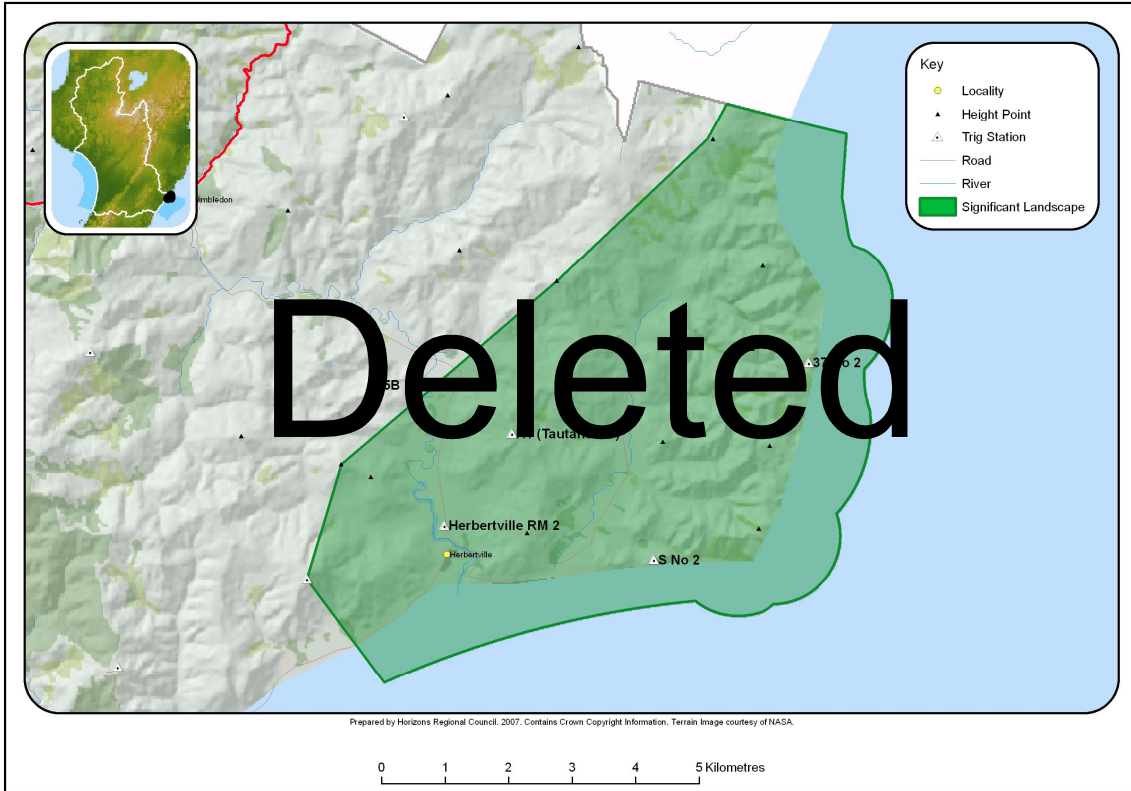 Key
Locality
Height Point
Trig Station
Road
River
Significant Landscape
Deleted
Herbertville RM 2
Herbertville
S No 2
Prepared by Horizons Regional Council. 2007. Contains Crown Copyright Information. Terrain Image courtesy of NASA.
0 1 2 3 4 5 Kilometres